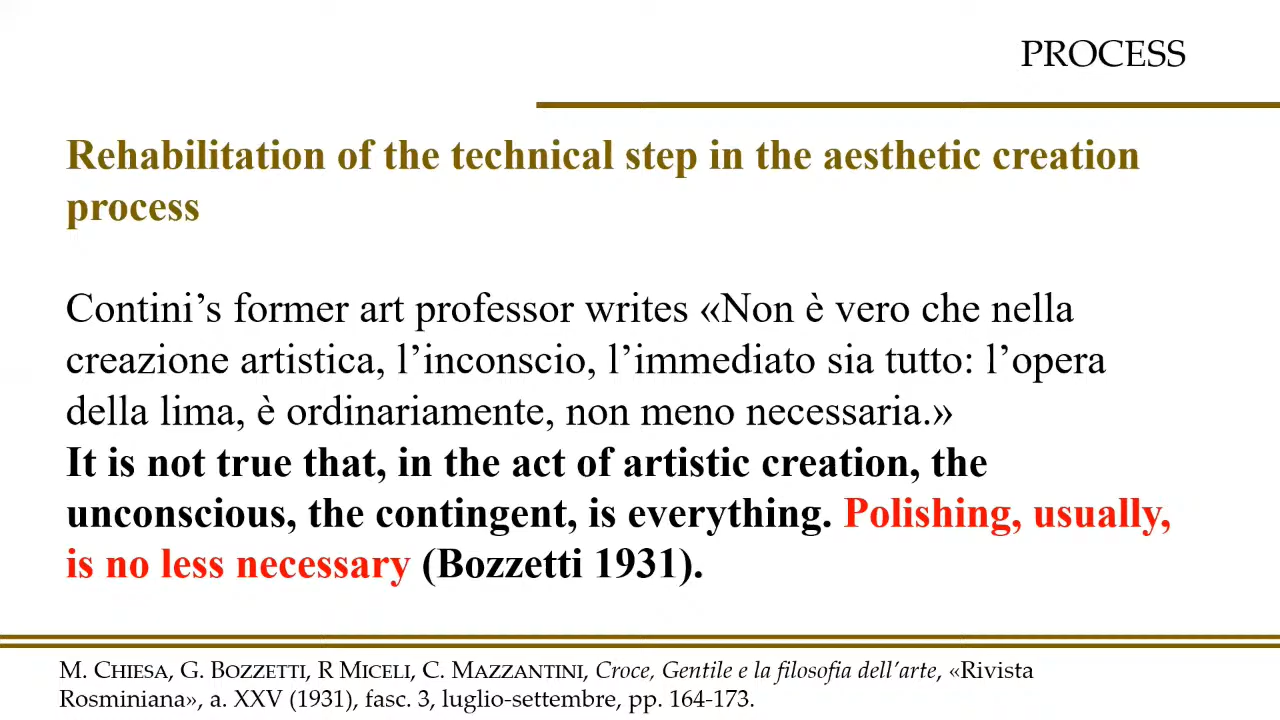 PROCESS
Rehabilitation of the technical step in the aesthetic creation
process
Contini’s former art professor writes «Non è vero che nella
creazione artistica, l’inconscio, l’immediato sia tutto: l’opera
della lima, è ordinariamente, non meno necessaria.»
It is not true that, in the act of artistic creation, the
unconscious, the contingent, is everything. Polishing, usually,
is no less necessary (Bozzetti 1931).
M. CHIESA, G. BOZZETTI, R MICELI, C. MAZZANTINI, Croce, Gentile e la filosofia dell’arte, «Rivista
Rosminiana», a. XXV (1931), fasc. 3, luglio-settembre, pp. 164-173.